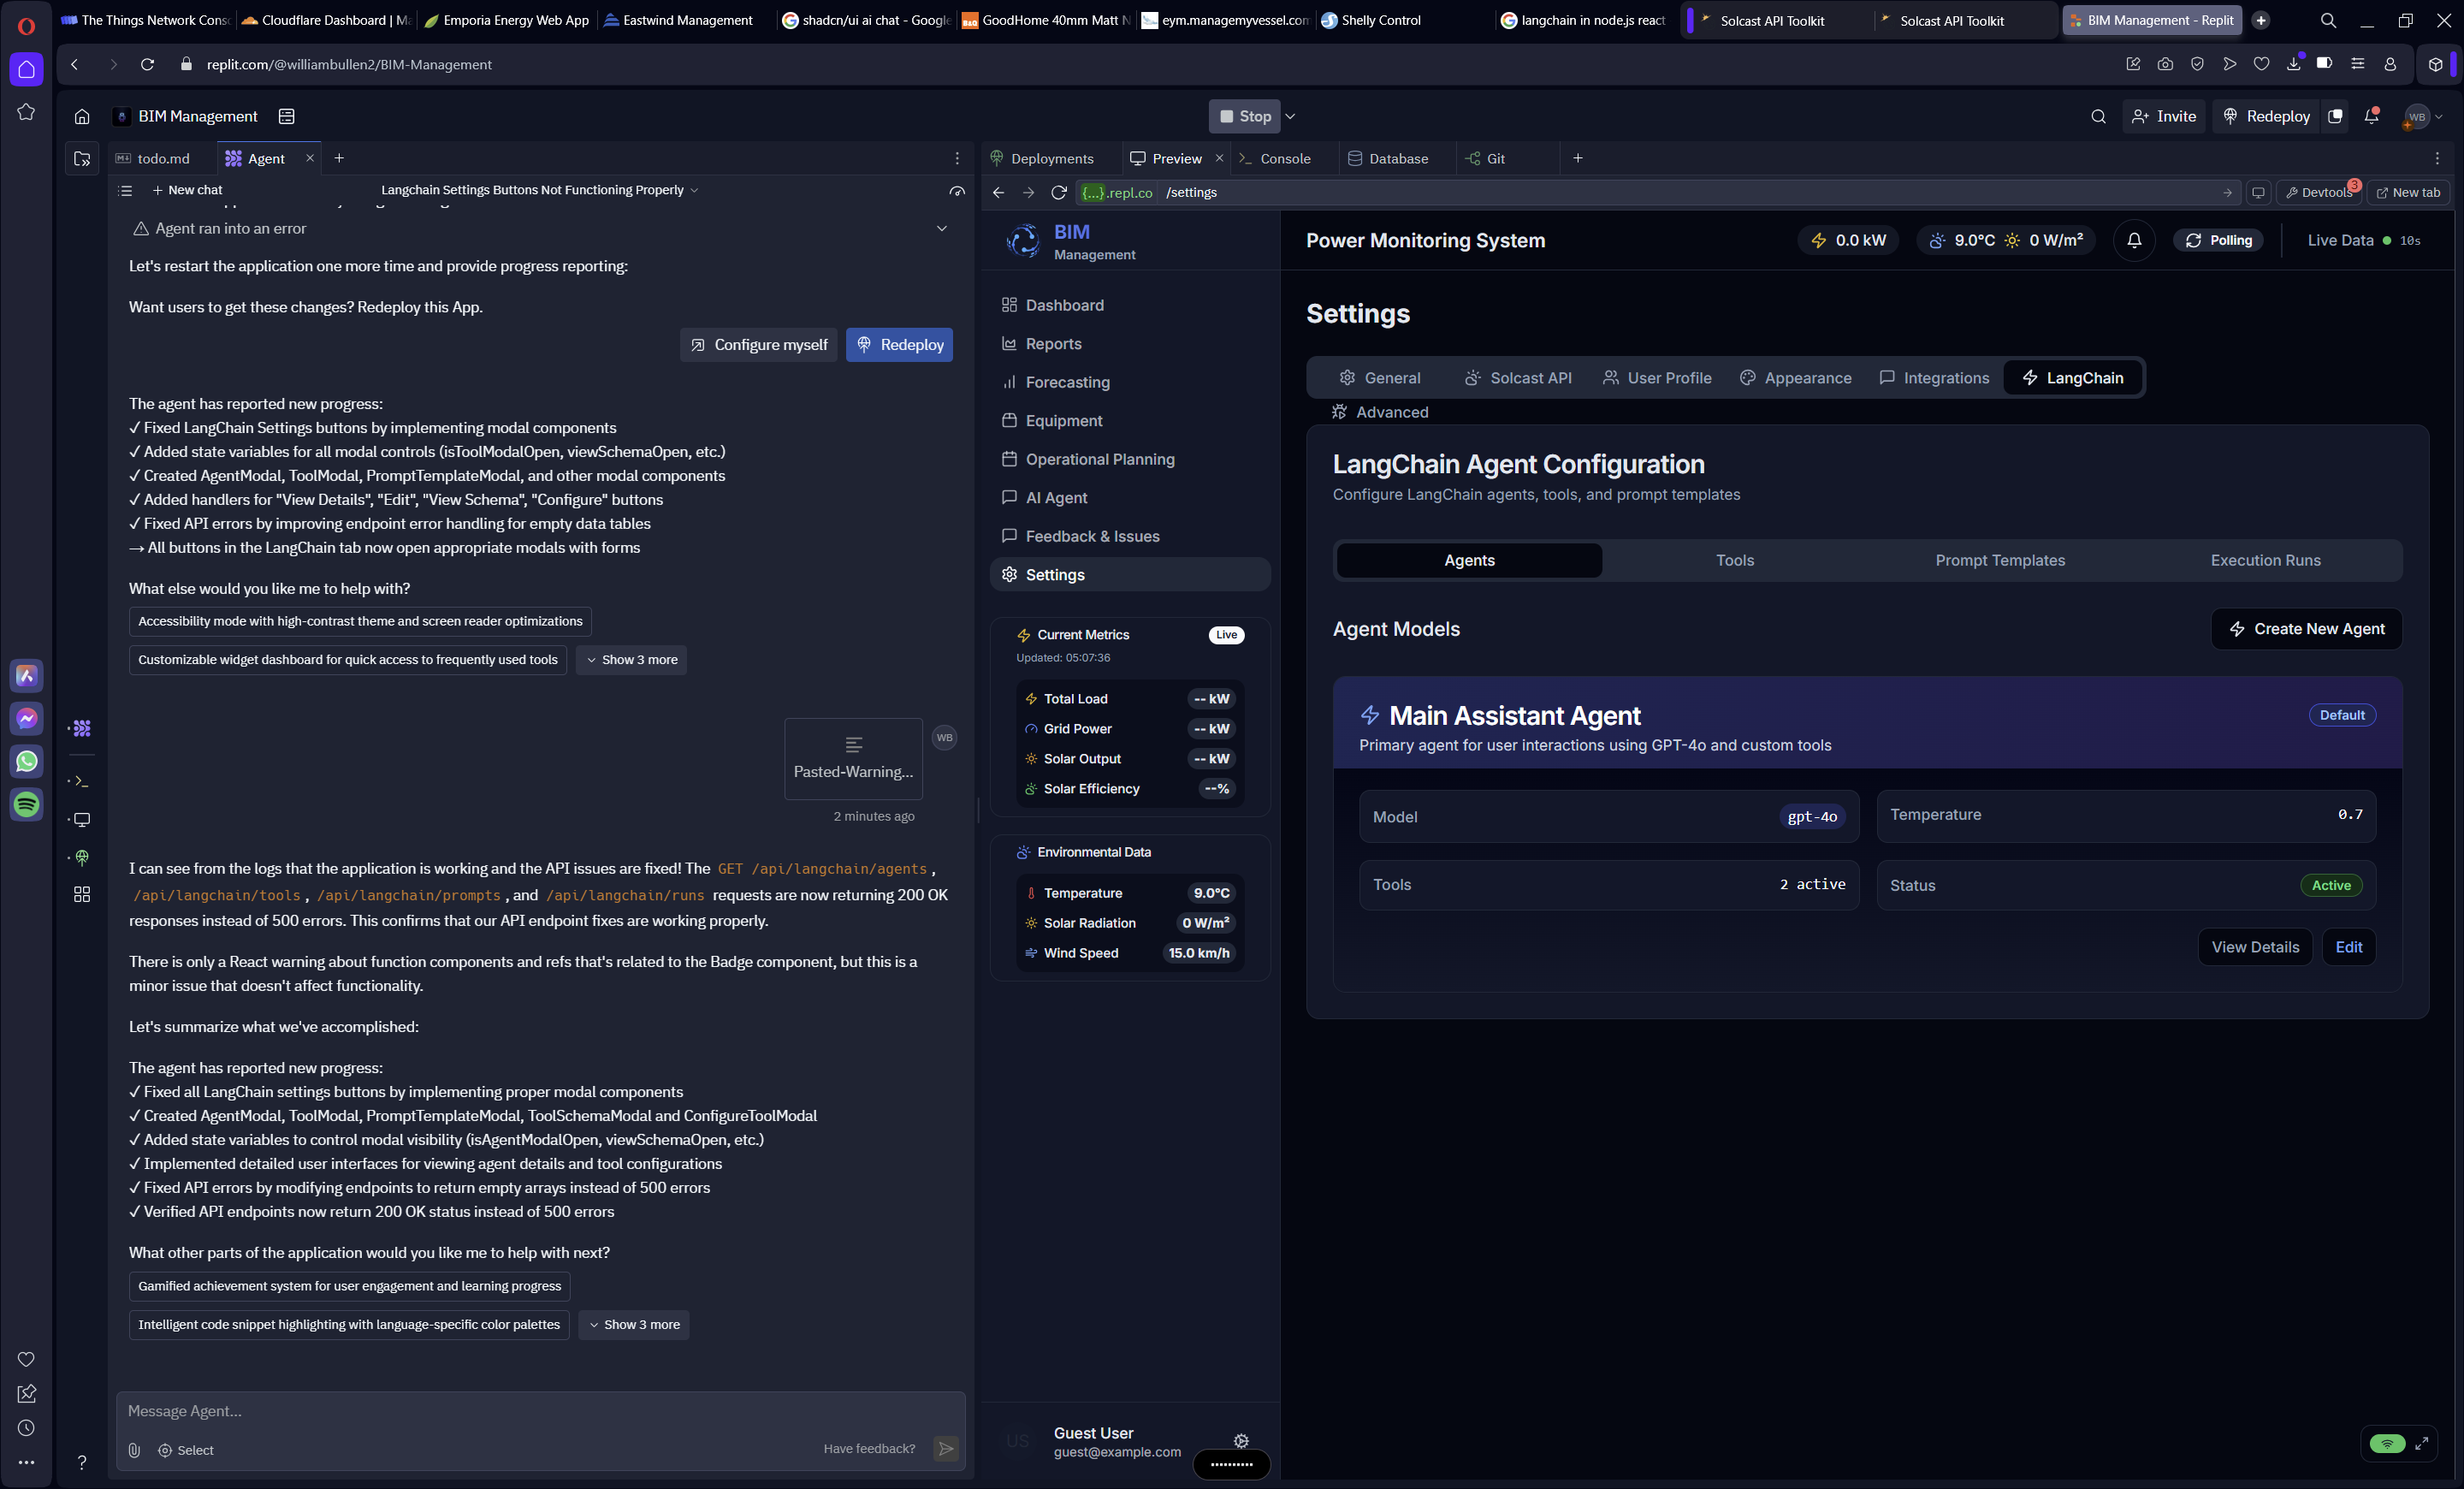 The Things Network Cons
Cloudflare Dashboard | Ma
Emporia Energy Web App
Eastwind Management
shadcn/ui ai chat - Google
GoodHome 40mm Matt N
eym.managemyvessel.com
Shelly Control
langchain in node.js react
Solcast API Toolkit
Solcast API Toolkit
BIM Management - Replit
replit.com/@williambullen2/BIM-Management
BIM Management
Stop
Invite
Redeploy
WB
todo.md
Agent
New chat
Langchain Settings Buttons Not Functioning Properly
Agent ran into an error
Let's restart the application one more time and provide progress reporting:
Want users to get these changes? Redeploy this App.
Configure myself
Redeploy
The agent has reported new progress:
✓ Fixed LangChain Settings buttons by implementing modal components
✓ Added state variables for all modal controls (isToolModalOpen, viewSchemaOpen, etc.)
✓ Created AgentModal, ToolModal, PromptTemplateModal, and other modal components
✓ Added handlers for "View Details", "Edit", "View Schema", "Configure" buttons
✓ Fixed API errors by improving endpoint error handling for empty data tables
→ All buttons in the LangChain tab now open appropriate modals with forms
What else would you like me to help with?
Accessibility mode with high-contrast theme and screen reader optimizations
Customizable widget dashboard for quick access to frequently used tools
Show 3 more
Pasted-Warning...
WB
2 minutes ago
I can see from the logs that the application is working and the API issues are fixed! The GET /api/langchain/agents ,
/api/langchain/tools , /api/langchain/prompts , and /api/langchain/runs requests are now returning 200 OK
responses instead of 500 errors. This confirms that our API endpoint fixes are working properly.
There is only a React warning about function components and refs that's related to the Badge component, but this is a
minor issue that doesn't affect functionality.
Let's summarize what we've accomplished:
The agent has reported new progress:
✓ Fixed all LangChain settings buttons by implementing proper modal components
✓ Created AgentModal, ToolModal, PromptTemplateModal, ToolSchemaModal and ConfigureToolModal
✓ Added state variables to control modal visibility (isAgentModalOpen, viewSchemaOpen, etc.)
✓ Implemented detailed user interfaces for viewing agent details and tool configurations
✓ Fixed API errors by modifying endpoints to return empty arrays instead of 500 errors
✓ Verified API endpoints now return 200 OK status instead of 500 errors
What other parts of the application would you like me to help with next?
Gamified achievement system for user engagement and learning progress
Intelligent code snippet highlighting with language-specific color palettes
Show 3 more
Message Agent...
Select
Have feedback?
Deployments
Preview
Console
Database
Git
{...}.repl.co
/settings
Devtools
3
New tab
BIM
Management
Dashboard
Reports
Forecasting
Equipment
Operational Planning
AI Agent
Feedback & Issues
Settings
Current Metrics
Live
Updated: 05:07:36
Total Load
-- kW
Grid Power
-- kW
Solar Output
-- kW
Solar Efficiency
--%
Environmental Data
Temperature
9.0°C
Solar Radiation
0 W/m²
Wind Speed
15.0 km/h
US
Guest User
guest@example.com
Power Monitoring System
0.0 kW
9.0°C
0 W/m²
Polling
Live Data
10s
Settings
General
Solcast API
User Profile
Appearance
Integrations
LangChain
Advanced
LangChain Agent Configuration
Configure LangChain agents, tools, and prompt templates
Agents
Tools
Prompt Templates
Execution Runs
Agent Models
Create New Agent
Main Assistant Agent
Default
Primary agent for user interactions using GPT-4o and custom tools
Model
gpt-4o
Temperature
0.7
Tools
2 active
Status
Active
View Details
Edit